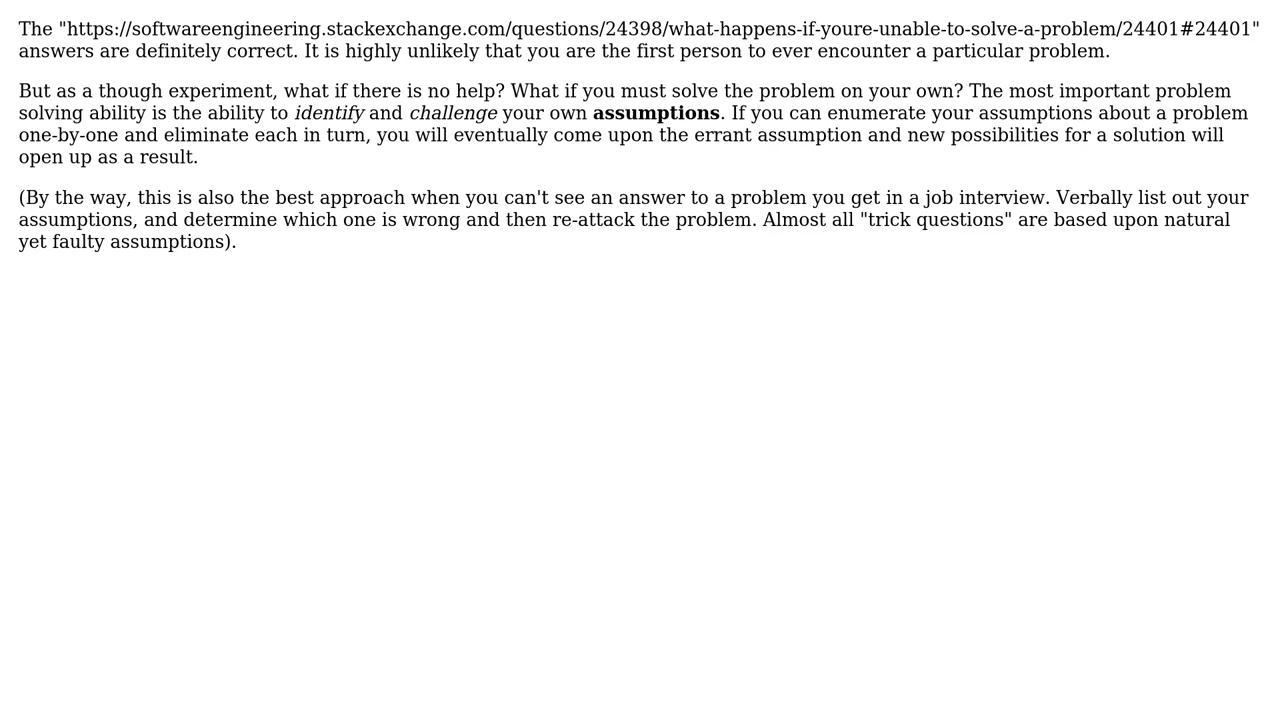 The "https://softwareengineering.stackexchange.com/questions/24398/what-happens-if-youre-unable-to-solve-a-problem/24401#24401"
answers are definitely correct. It is highly unlikely that you are the first person to ever encounter a particular problem.
But as a though experiment, what if there is no help? What if you must solve the problem on your own? The most important problem
solving ability is the ability to identify and challenge your own assumptions. If you can enumerate your assumptions about a problem
one-by-one and eliminate each in turn, you will eventually come upon the errant assumption and new possibilities for a solution will
open up as a result.
(By the way, this is also the best approach when you can't see an answer to a problem you get in a job interview. Verbally list out your
assumptions, and determine which one is wrong and then re-attack the problem. Almost all "trick questions" are based upon natural
yet faulty assumptions).